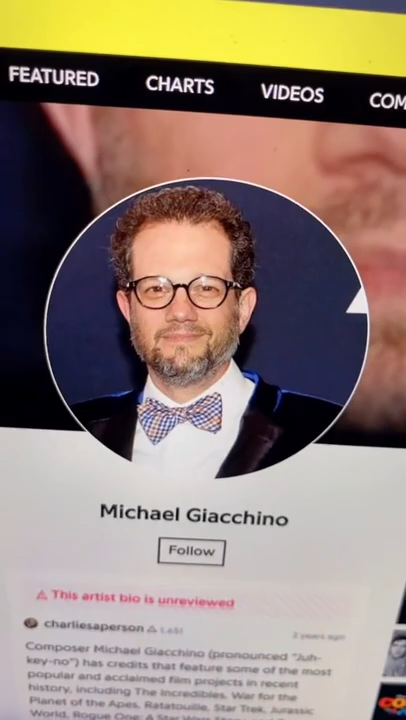 FEATURED CHARTS VIDEOS COM
Michael Giacchino
Follow
This artist bio is unreviewed
charliesaperson 2 years ago
Composer Michael Giacchino (pronounced "Juh-
key-no") has credits that feature some of the most
popular and acclaimed film projects in recent
history, including The Incredibles, War for the
Planet of the Apes, Ratatouille, Star Trek, Jurassic
World, Rogue One: A Star Wars